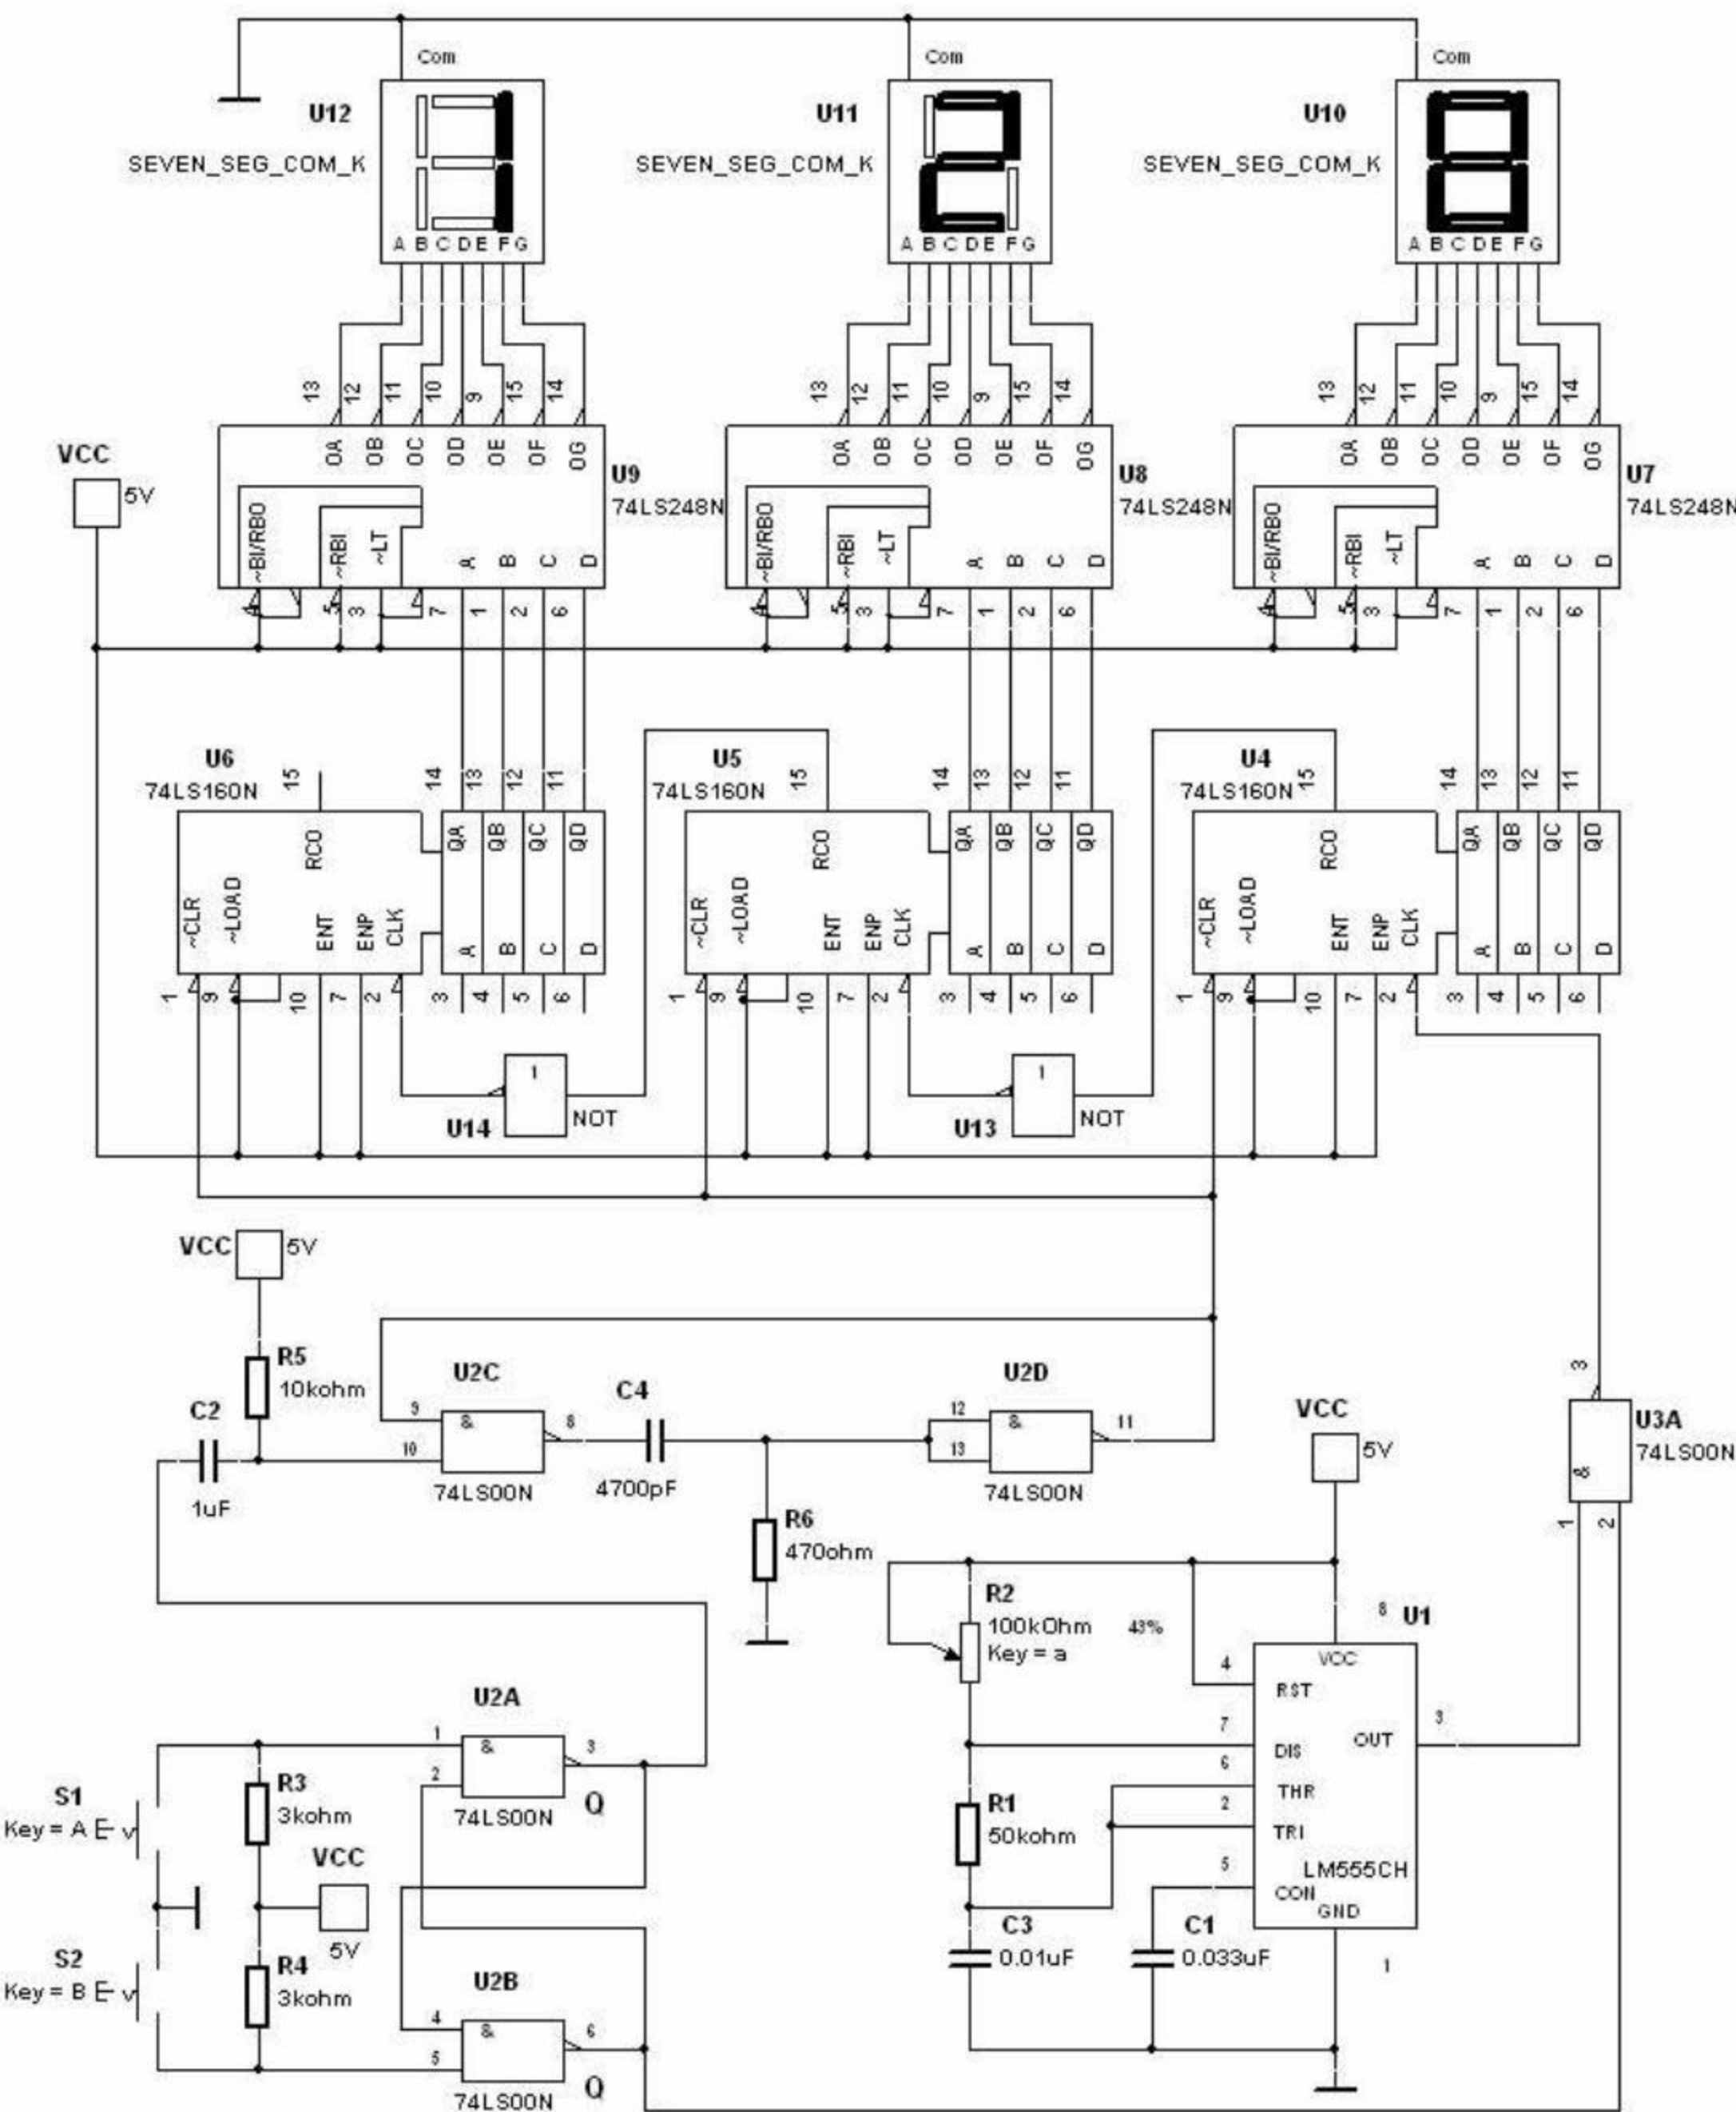 Com Com Com
U12 U11 U10
SEVEN_SEG_COM_K SEVEN_SEG_COM_K SEVEN_SEG_COM_K
A B C D E F G A B C D E F G A B C D E F G
13 12 11 10 9 15 14 13 12 11 10 9 15 14 13 12 11 10 9 15 14
VCC
5V
OA OB OC OD OE OF OG OA OB OC OD OE OF OG OA OB OC OD OE OF OG
U9 U8 U7
74LS248N 74LS248N 74LS248N
~BI/RBO ~RBI ~LT A B C D ~BI/RBO ~RBI ~LT A B C D ~BI/RBO ~RBI ~LT A B C D
4 5 3 7 1 2 6 4 5 3 7 1 2 6 4 5 3 7 1 2 6
U6 U5 U4
74LS160N 74LS160N 74LS160N
15 14 13 12 11 15 14 13 12 11 15 14 13 12 11
RCO QA QB QC QD RCO QA QB QC QD RCO QA QB QC QD
~CLR ~LOAD ENT ENP CLK A B C D ~CLR ~LOAD ENT ENP CLK A B C D ~CLR ~LOAD ENT ENP CLK A B C D
1 9 10 7 2 3 4 5 6 1 9 10 7 2 3 4 5 6 1 9 10 7 2 3 4 5 6
1 1
NOT NOT
U14 U13
VCC 5V
R5
10kohm
C2
1uF
U2C
9 & 8
10
74LS00N
C4
4700pF
U2D
12 & 11
13
74LS00N
R6
470ohm
VCC
5V
3
U3A
74LS00N
&
1 2
R2
100kOhm 43%
Key = a
8 U1
VCC
4 RST
7 DIS
6 THR
2 TRI
5 CON
OUT 3
LM555CH
GND
1
R1
50kohm
C3
0.01uF
C1
0.033uF
U2A
1 & 3
2
74LS00N Q
S1
Key = A
R3
3kohm
VCC
5V
S2
Key = B
R4
3kohm
U2B
4 & 6
5
74LS00N Q